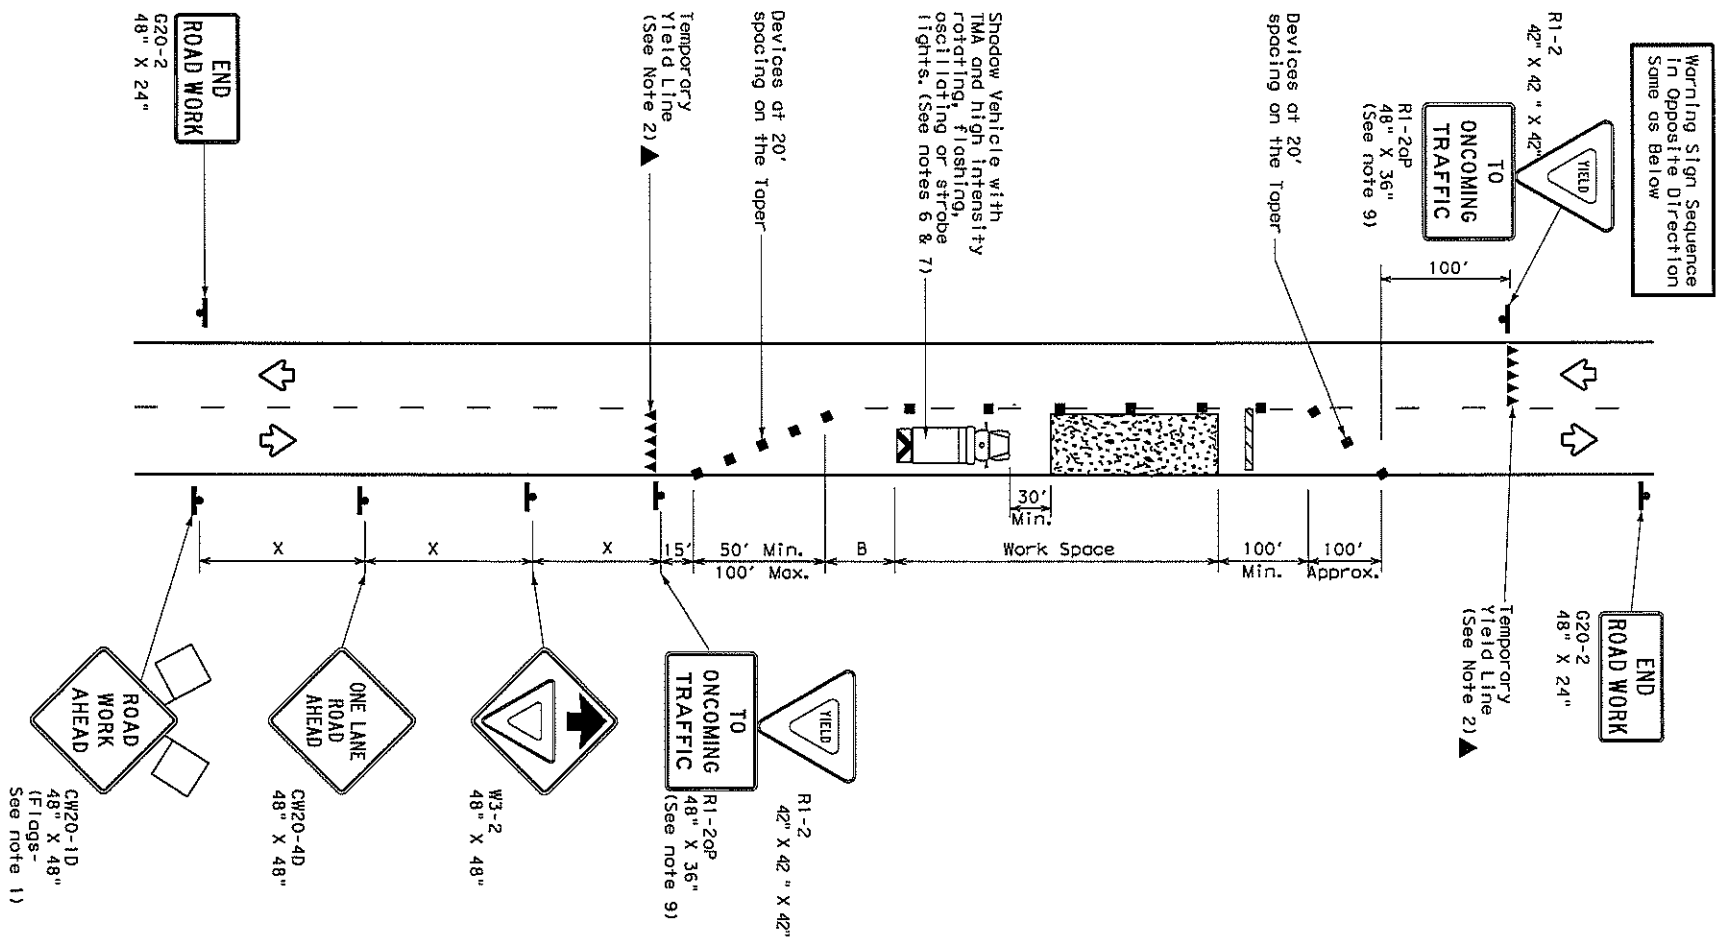 Warning Sign Sequence
in Opposite Direction
Same as Below
R1-2
42" X 42 " X 42"
YIELD
TO
ONCOMING
TRAFFIC
R1-2aP
48" X 36"
(See note 9)
100'
Devices at 20'
spacing on the Taper
Shadow Vehicle with
TMA and high intensity
rotating, flashing,
oscillating or strobe
lights. (See notes 6 & 7)
Devices at 20'
spacing on the Taper
Temporary
Yield Line
(See Note 2)
END
ROAD WORK
G20-2
48" X 24"
END
ROAD WORK
G20-2
48" X 24"
Temporary
Yield Line
(See Note 2)
100'
Approx.
100'
Min.
Work Space
30'
Min.
B
50' Min.
100' Max.
15'
X
X
X
YIELD
TO
ONCOMING
TRAFFIC
R1-2
42" X 42 " X 42"
R1-2aP
48" X 36"
(See note 9)
W3-2
48" X 48"
ONE LANE
ROAD
AHEAD
CW20-4D
48" X 48"
ROAD
WORK
AHEAD
CW20-1D
48" X 48"
(Flags-
See note 1)